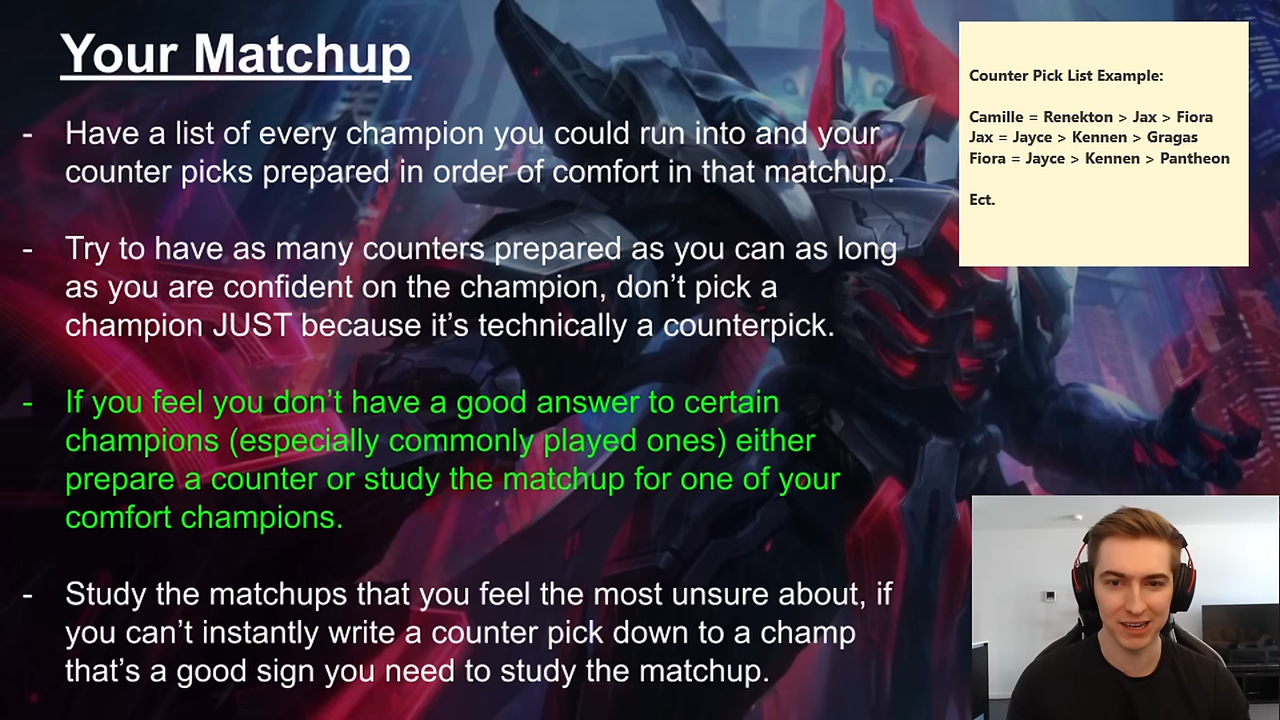 Your Matchup
- Have a list of every champion you could run into and your
counter picks prepared in order of comfort in that matchup.
- Try to have as many counters prepared as you can as long
as you are confident on the champion, don't pick a
champion JUST because it's technically a counterpick.
- If you feel you don't have a good answer to certain
champions (especially commonly played ones) either
prepare a counter or study the matchup for one of your
comfort champions.
- Study the matchups that you feel the most unsure about, if
you can't instantly write a counter pick down to a champ
that's a good sign you need to study the matchup.
Counter Pick List Example:
Camille = Renekton > Jax > Fiora
Jax = Jayce > Kennen > Gragas
Fiora = Jayce > Kennen > Pantheon
Ect.